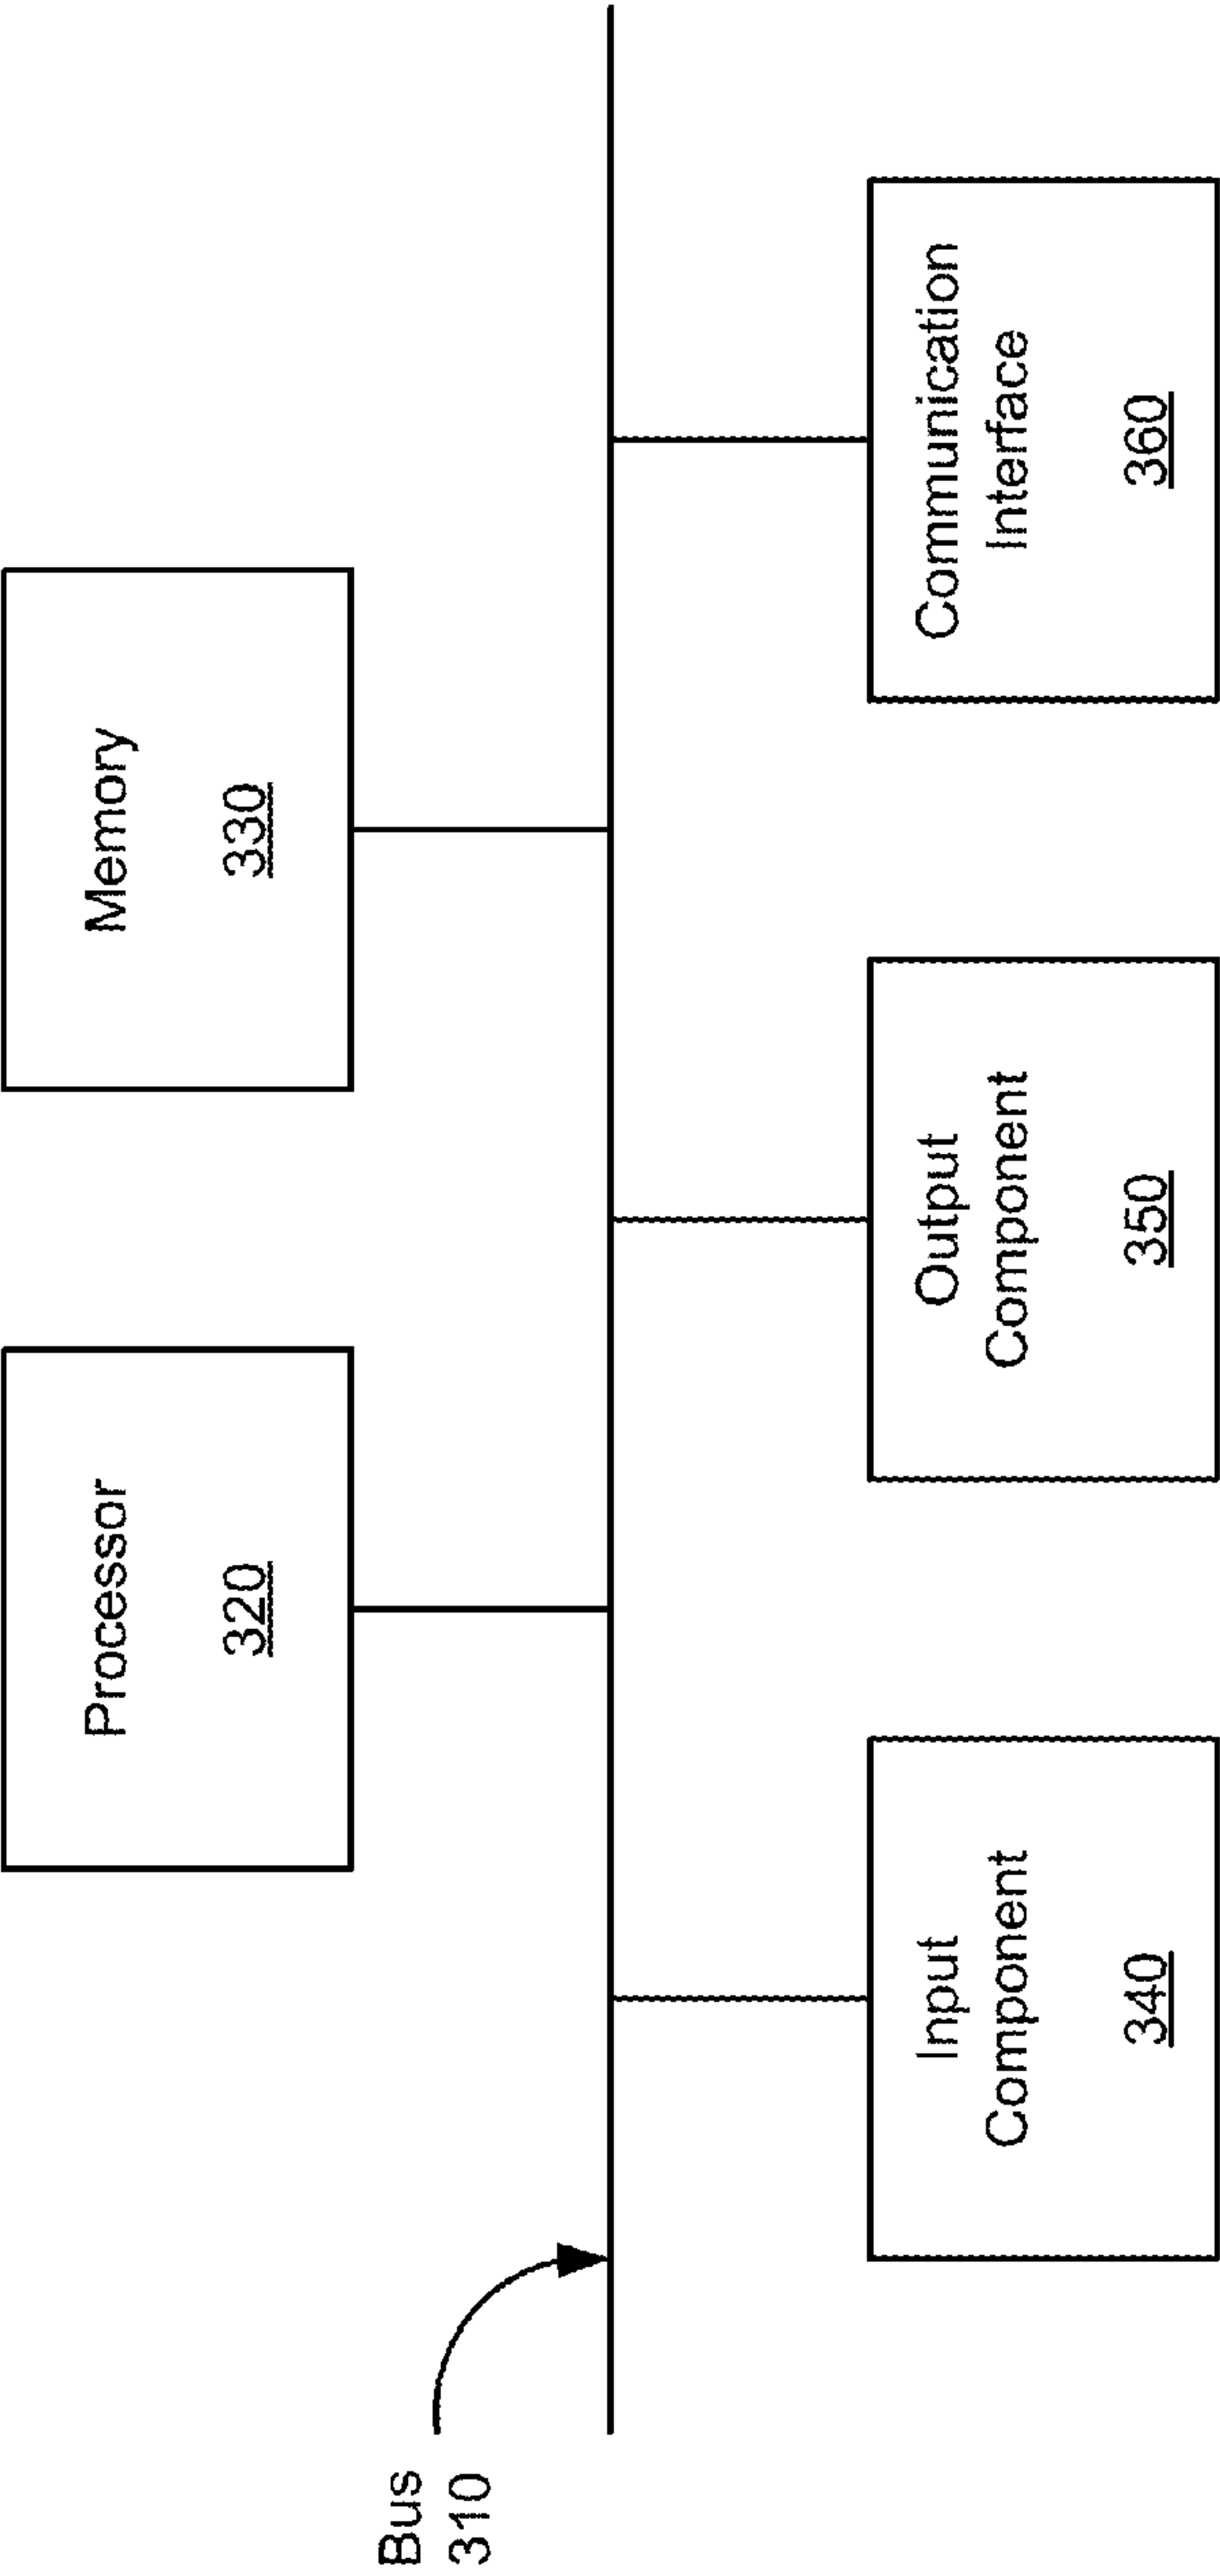 Processor
320
Memory
330
Bus
310
Input
Component
340
Output
Component
350
Communication
Interface
360